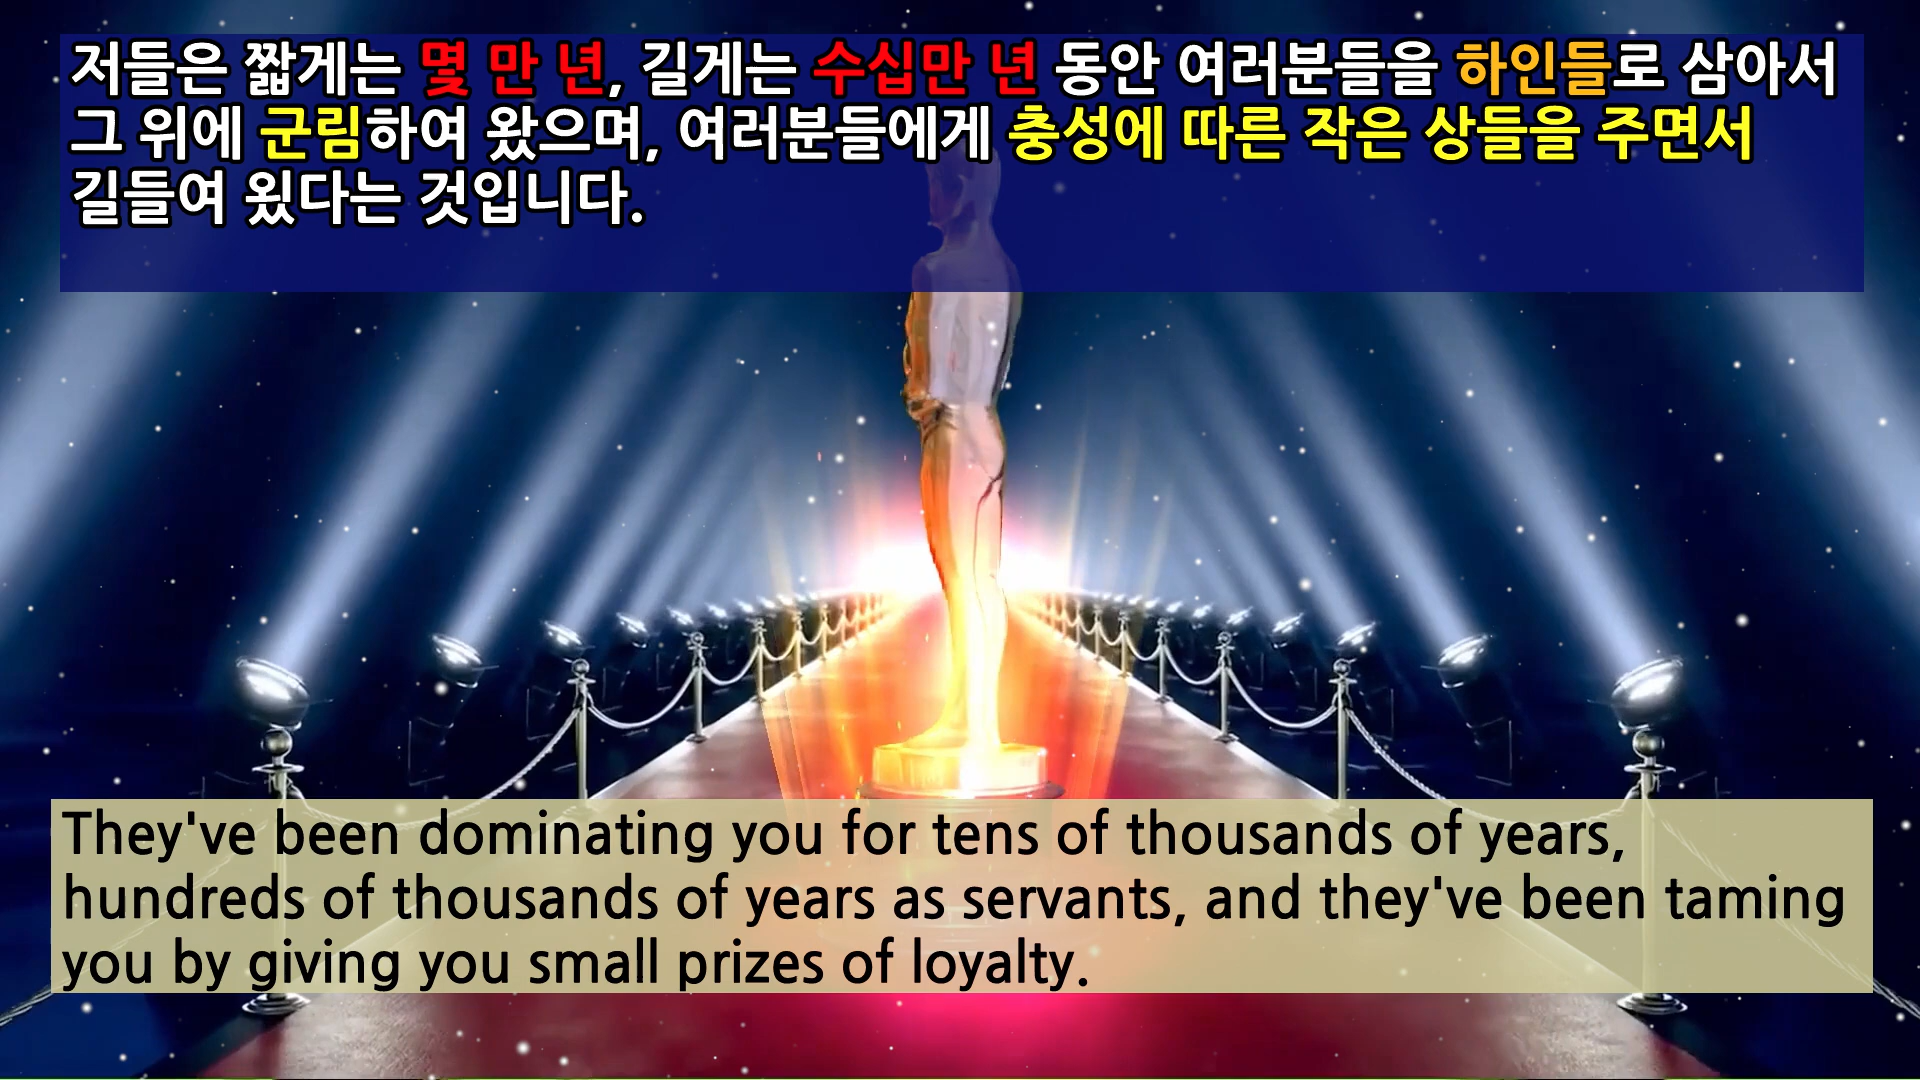 저들은 짧게는 몇 만 년, 길게는 수십만 년 동안 여러분들을 하인들로 삼아서
그 위에 군림하여 왔으며, 여러분들에게 충성에 따른 작은 상들을 주면서
길들여 욌다는 것입니다.
They've been dominating you for tens of thousands of years,
hundreds of thousands of years as servants, and they've been taming
you by giving you small prizes of loyalty.